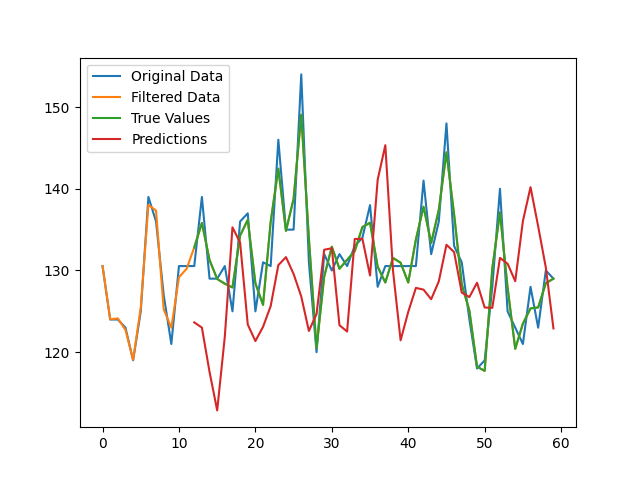 Original Data
Filtered Data
True Values
Predictions
150
140
130
120
0 10 20 30 40 50 60